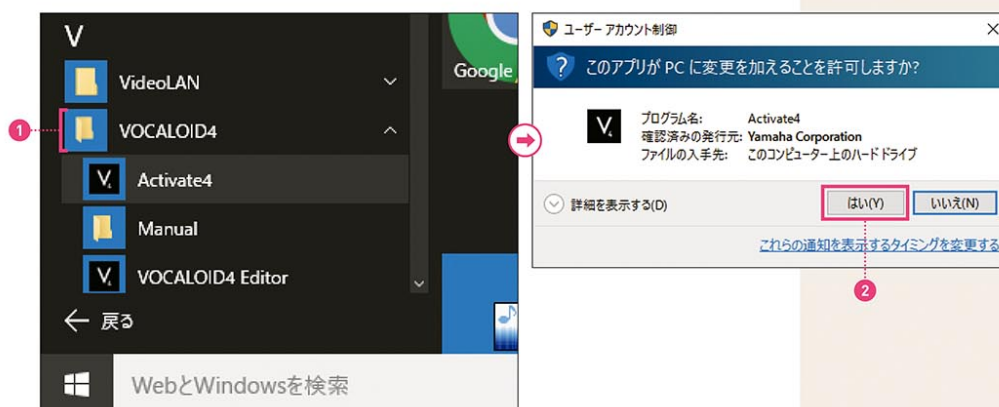 V
VideoLAN
VOCALOID4
Activate4
Manual
VOCALOID4 Editor
戻る
WebとWindowsを検索
Google
1
ユーザー アカウント制御
このアプリが PC に変更を加えることを許可しますか?
プログラム名: Activate4
確認済みの発行元: Yamaha Corporation
ファイルの入手先: このコンピューター上のハード ドライブ
詳細を表示する(D)
はい(Y)
いいえ(N)
これらの通知を表示するタイミングを変更する
2